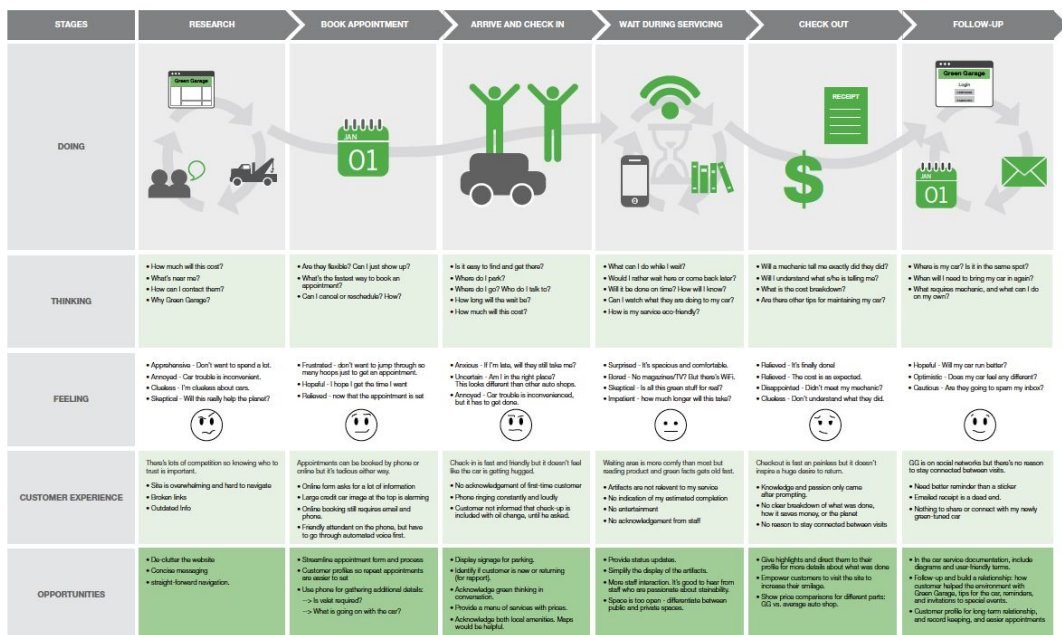 STAGES
RESEARCH
BOOK APPOINTMENT
ARRIVE AND CHECK IN
WAIT DURING SERVICING
CHECK OUT
FOLLOW-UP
DOING
Green Garage
JAN
01
RECEIPT
$
Green Garage
Login
JAN
01
THINKING
• How much will this cost?
• What's near me?
• How can I contact them?
• Why Green Garage?
• Are they flexible? Can I just show up?
• What's the fastest way to book an
appointment?
• Can I cancel or reschedule? How?
• Is it easy to find and get there?
• Where do I park?
• Where do I go? Who do I talk to?
• How long will the wait be?
• How much will this cost?
• What can I do while I wait?
• Would I rather wait here or come back later?
• Will it be done on time? How will I know?
• Can I watch what they are doing to my car?
• How is my service eco-friendly?
• Will a mechanic tell me exactly did they did?
• Will I understand what s/he is telling me?
• What is the cost breakdown?
• Are there other tips for maintaining my car?
• Where is my car? Is it in the same spot?
• When will I need to bring my car in again?
• What requires mechanic, and what can I do
on my own?
FEELING
• Apprehensive - Don't want to spend a lot.
• Annoyed - Car trouble is inconvenient.
• Clueless - I'm clueless about cars.
• Skeptical - Will this really help the planet?
• Frustrated - don't want to jump through so
many hoops just to get an appointment.
• Hopeful - I hope I get the time I want
• Relieved - now that the appointment is set
• Anxious - If I'm late, will they still take me?
• Uncertain - Am I in the right place?
This looks different than other auto shops.
• Annoyed - Car trouble is inconvenienced,
but it has to get done.
• Surprised - It's spacious and comfortable.
• Bored - No magazines/TV? But there's WiFi.
• Skeptical - Is all this green stuff for real?
• Impatient - how much longer will this take?
• Relieved - It's finally done!
• Relieved - The cost is as expected.
• Disappointed - Didn't meet my mechanic?
• Clueless - Don't understand what they did.
• Hopeful - Will my car run better?
• Optimistic - Does my car feel any different?
• Cautious - Are they going to spam my inbox?
CUSTOMER EXPERIENCE
There's lots of competition so knowing who to
trust is important.
• Site is overwhelming and hard to navigate
• Broken links
• Outdated Info
Appointments can be booked by phone or
online but it's tedious either way.
• Online form asks for a lot of information
• Large credit car image at the top is alarming
• Online booking still requires email and
phone.
• Friendly attendant on the phone, but have
to go through automated voice first.
Check-in is fast and friendly but it doesn't feel
like the car is getting hugged.
• No acknowledgement of first-time customer
• Phone ringing constantly and loudly
• Customer not informed that check-up is
included with oil change, until he asked.
Waiting area is more comfy than most but
reading product and green facts gets old fast.
• Artifacts are not relevant to my service
• No indication of my estimated completion
• No entertainment
• No acknowledgement from staff
Checkout is fast an painless but it doesn't
inspire a huge desire to return.
• Knowledge and passion only came
after prompting.
• No clear breakdown of what was done,
how it saves money, or the planet
• No reason to stay connected between visits
GG is on social networks but there's no reason
to stay connected between visits.
• Need better reminder than a sticker
• Emailed receipt is a dead end.
• Nothing to share or connect with my newly
green-tuned car
OPPORTUNITIES
• De-clutter the website
• Concise messaging
• straight-forward navigation.
• Streamline appointment form and process
• Customer profiles so repeat appointments
are easier to set
• Use phone for gathering additional details:
--> Is valet required?
--> What is going on with the car?
• Display signage for parking.
• Identify if customer is new or returning
(for rapport).
• Acknowledge green thinking in
conversation.
• Provide a menu of services with prices.
• Acknowledge both local amenities. Maps
would be helpful.
• Provide status updates.
• Simplify the display of the artifacts.
• More staff interaction. It's good to hear from
staff who are passionate about stainability.
• Space is too open - differentiate between
public and private spaces.
• Give highlights and direct them to their
profile for more details about what was done
• Empower customers to visit the site to
increase their smilage.
• Show price comparisons for different parts:
GG vs. average auto shop.
• In the car service documentation, include
diagrams and user-friendly terms.
• Follow-up and build a relationship: how
customer helped the environment with
Green Garage, tips for the car, reminders,
and invitations to special events.
• Customer profile for long-term relationship,
and record keeping, and easier appointments